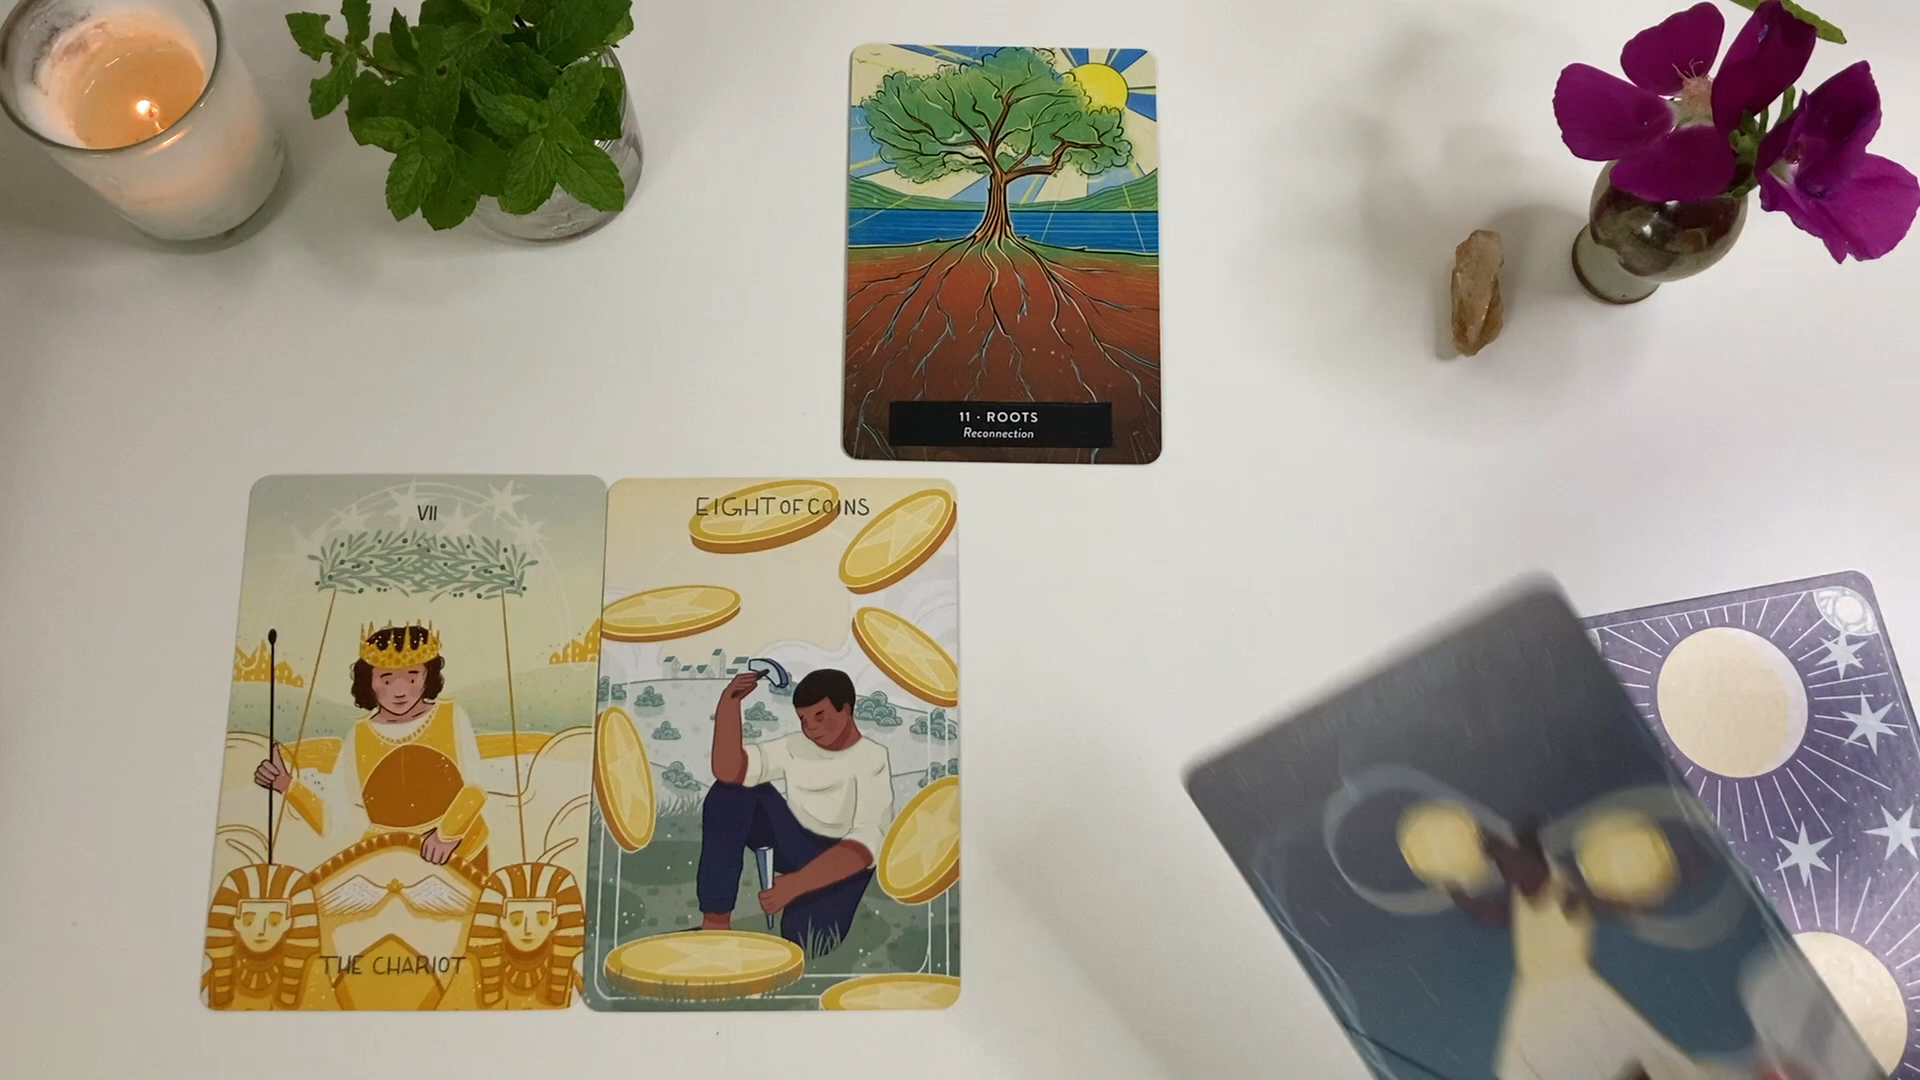 11 · ROOTS
Reconnection
VII
THE CHARIOT
EIGHT OF COINS